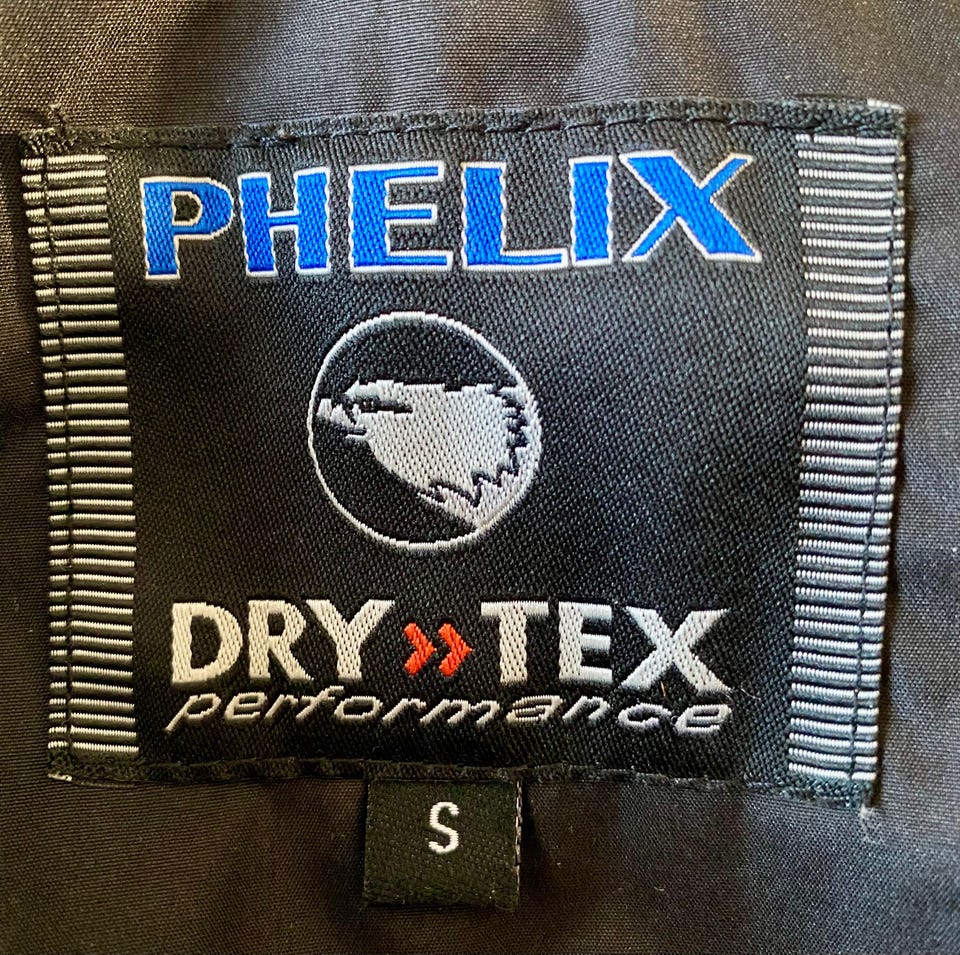 PHELIX
DRY»TEX
performance
S